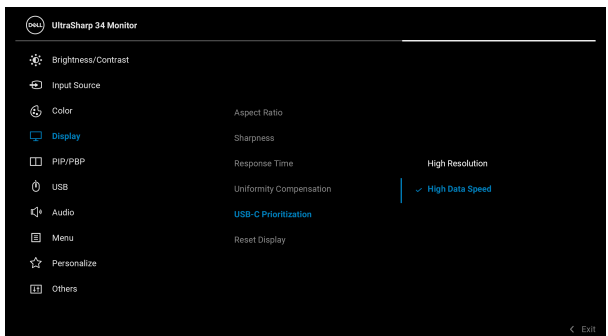 DELL UltraSharp 34 Monitor
Brightness/Contrast
Input Source
Color
Display
PIP/PBP
USB
Audio
Menu
Personalize
Others
Aspect Ratio
Sharpness
Response Time
Uniformity Compensation
USB-C Prioritization
Reset Display
High Resolution
High Data Speed
Exit